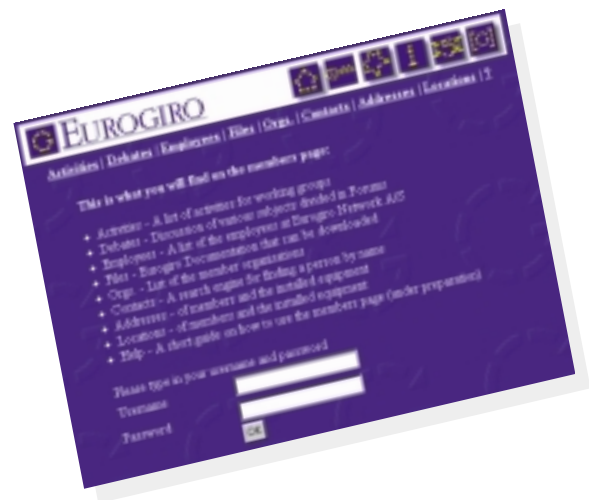 EUROGIRO
Activities | Debates | Employees | Files | Orgs. | Contacts | Addresses | Locations | ?
This is what you will find on the members page:
Activities - A list of activities for working groups
Debates - Discussion of various subjects divided in Forums
Employees - A list of the employees at Eurogiro Network A/S
Files - Eurogiro Documentation that can be downloaded
Orgs - List of the member organisations
Contacts - A search engine for finding a person by name
Addresses - of members and the installed equipment
Locations - of members and the installed equipment
Help - A short guide on how to use the members page (under preparation)
Please type in your username and password
Username
Password
OK